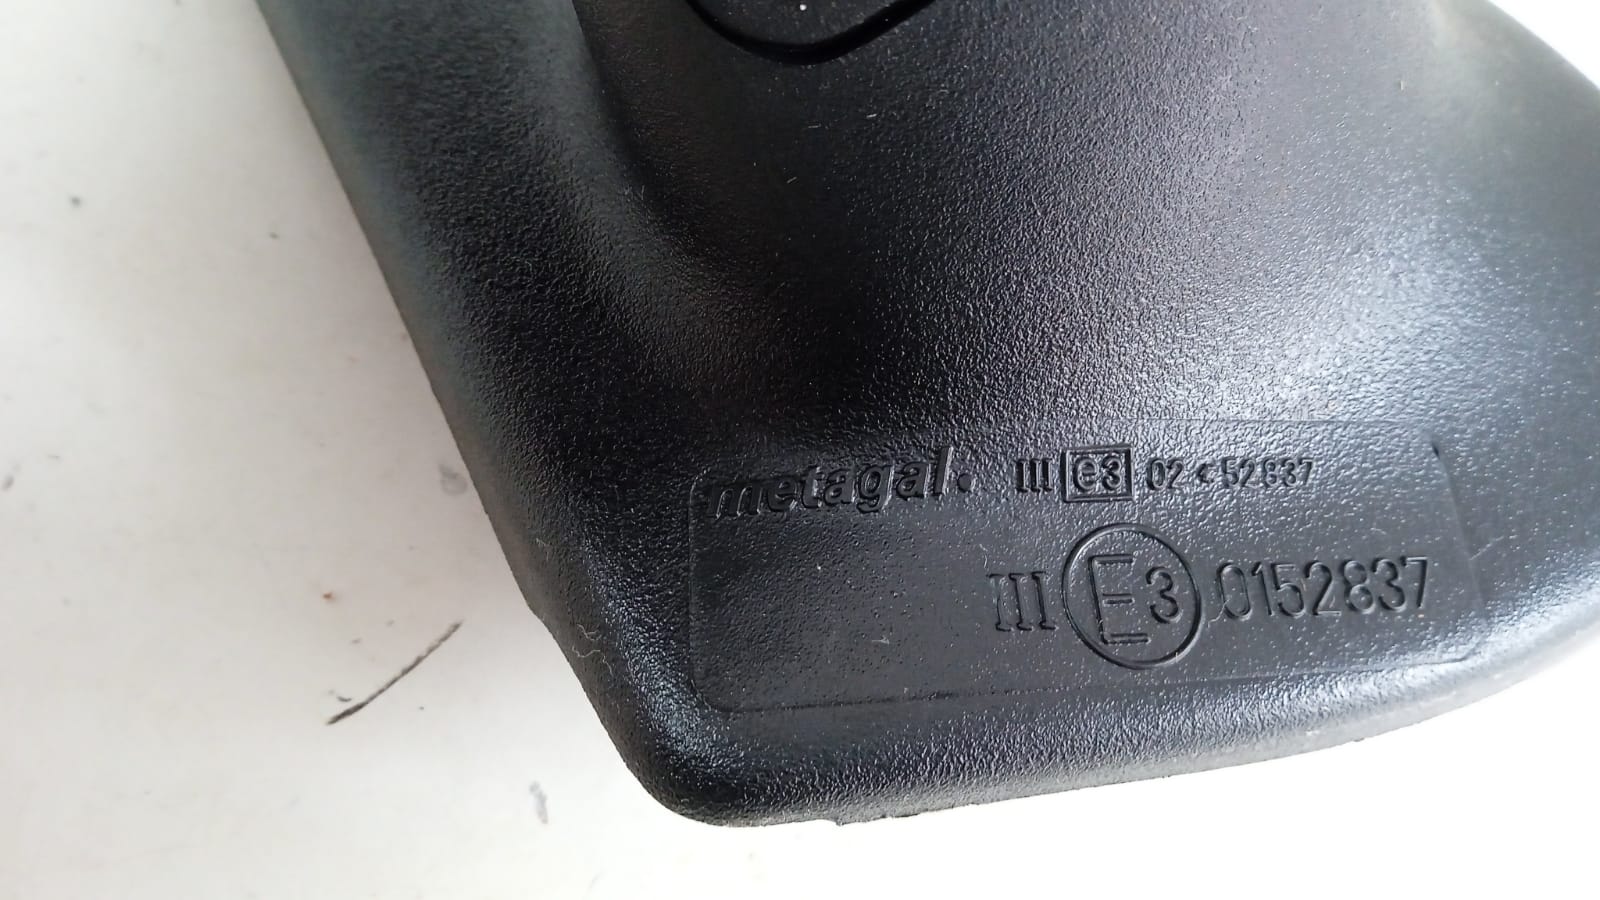 metagal. III e3 02 < 52837
III E3 0152837